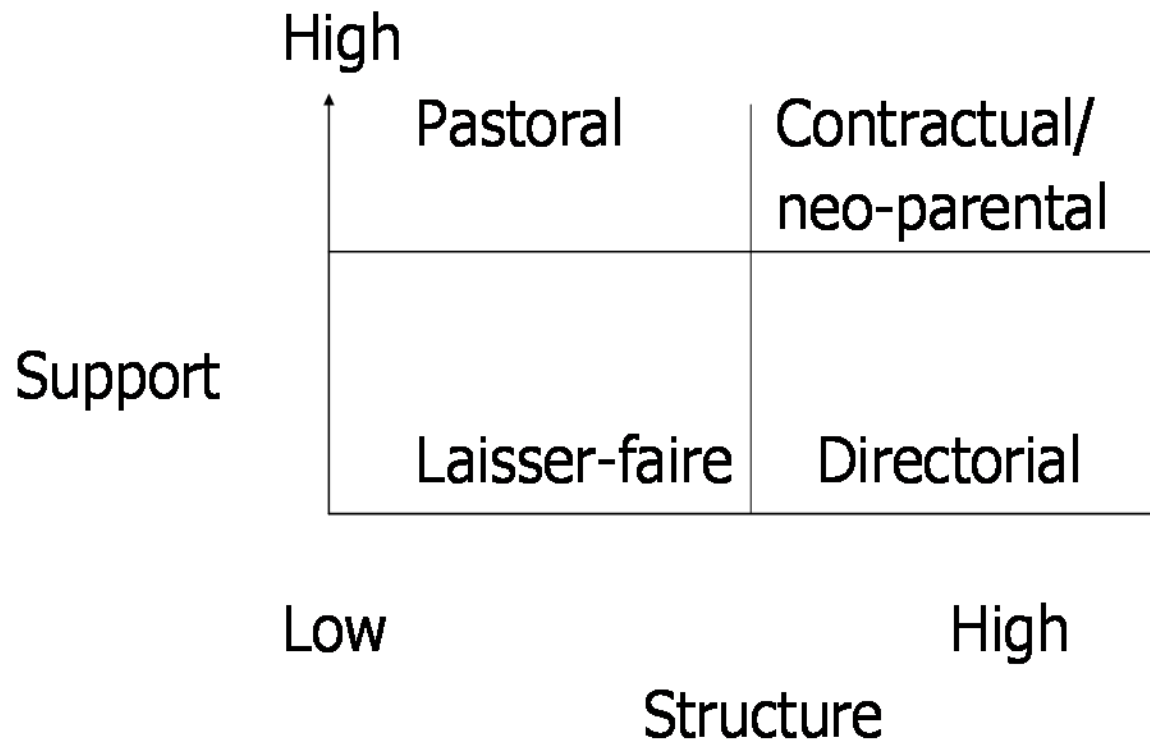 High
Pastoral
Contractual/
neo-parental
Support
Laisser-faire
Directorial
Low
High
Structure